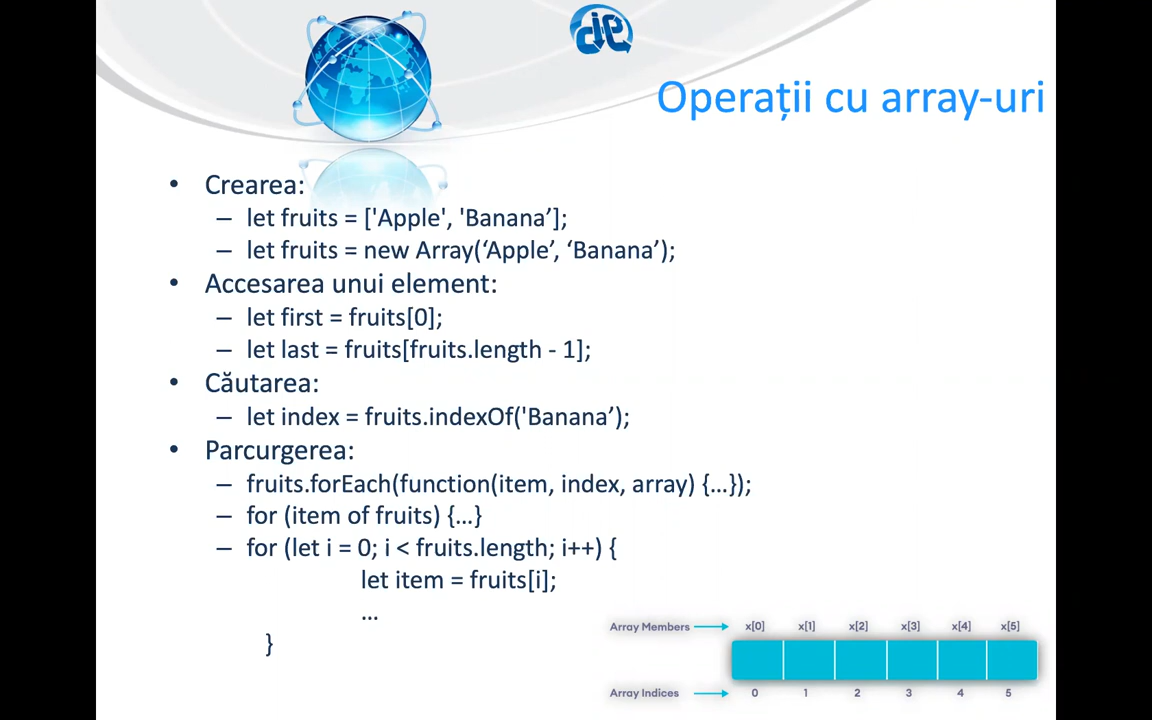 Operații cu array-uri
• Crearea:
– let fruits = ['Apple', 'Banana’];
– let fruits = new Array(‘Apple’, ‘Banana’);
• Accesarea unui element:
– let first = fruits[0];
– let last = fruits[fruits.length - 1];
• Căutarea:
– let index = fruits.indexOf('Banana’);
• Parcurgerea:
– fruits.forEach(function(item, index, array) {…});
– for (item of fruits) {…}
– for (let i = 0; i < fruits.length; i++) {
let item = fruits[i];
…
}
Array Members x[0] x[1] x[2] x[3] x[4] x[5]
Array Indices 0 1 2 3 4 5